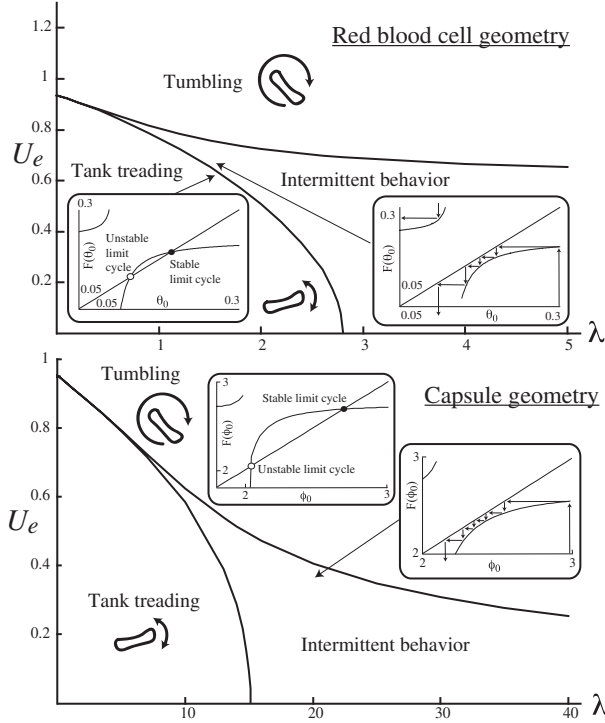 Red blood cell geometry
1.2
1
0.8
0.6
0.4
0.2
U_e
Tumbling
Tank treading
Intermittent behavior
0.3
F(θ₀)
Unstable
limit
cycle
Stable
limit cycle
0.05
0.05
θ₀
0.3
0.3
F(θ₀)
0.05
0.05
θ₀
0.3
1
2
3
4
5
λ
Capsule geometry
1
0.8
0.6
0.4
0.2
U_e
Tumbling
Tank treading
Intermittent behavior
3
F(ϕ₀)
2
Stable limit cycle
Unstable limit cycle
2
ϕ₀
3
3
F(ϕ₀)
2
2
ϕ₀
3
10
20
30
40
λ